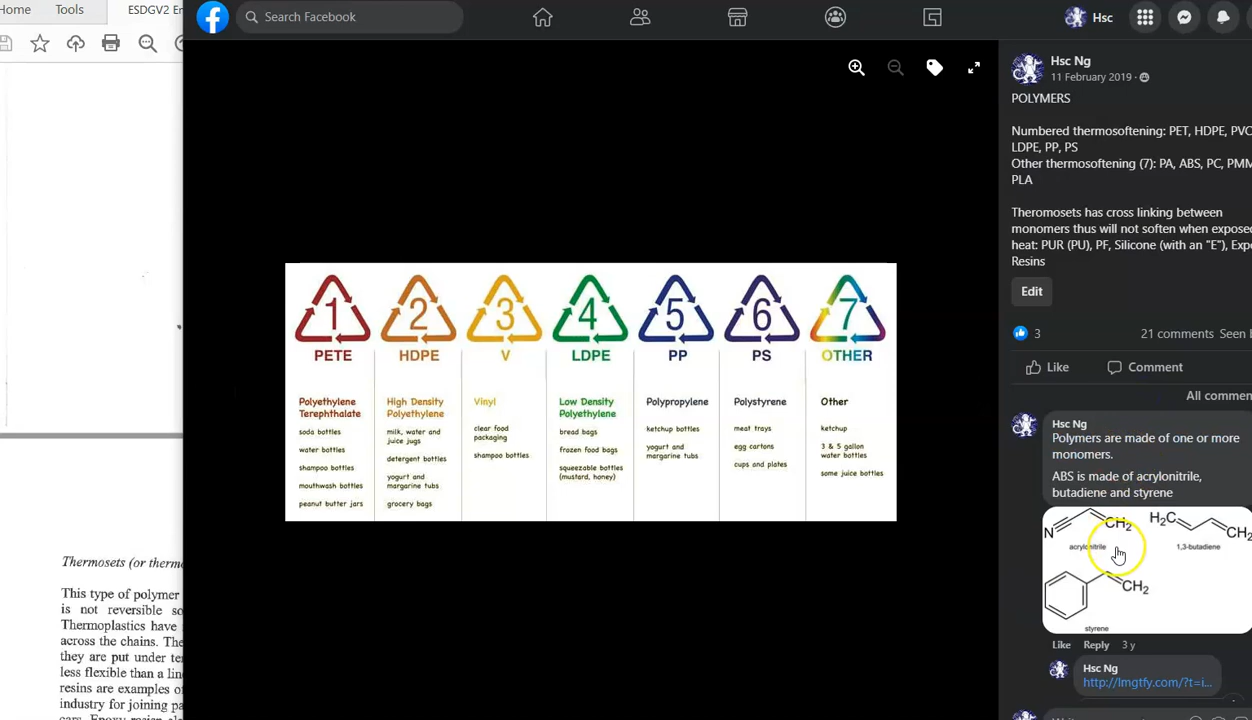 Home
Tools
ESDGV2 En
Search Facebook
Hsc
Hsc Ng
11 February 2019
POLYMERS
Numbered thermosoftening: PET, HDPE, PVC
LDPE, PP, PS
Other thermosoftening (7): PA, ABS, PC, PMM
PLA
Theromosets has cross linking between
monomers thus will not soften when exposed
heat: PUR (PU), PF, Silicone (with an "E"), Expo
Resins
Edit
3
21 comments Seen
Like
Comment
All commen
Hsc Ng
Polymers are made of one or more
monomers.
ABS is made of acrylonitrile,
butadiene and styrene
N
CH2
acrylonitrile
H2C
CH2
1,3-butadiene
CH2
styrene
Like Reply 3 y
Hsc Ng
http://lmgtfy.com/?t=i...
1
PETE
Polyethylene
Terephthalate
soda bottles
water bottles
shampoo bottles
mouthwash bottles
peanut butter jars
2
HDPE
High Density
Polyethylene
milk, water and
juice jugs
detergent bottles
yogurt and
margarine tubs
grocery bags
3
V
Vinyl
clear food
packaging
shampoo bottles
4
LDPE
Low Density
Polyethylene
bread bags
frozen food bags
squeezable bottles
(mustard, honey)
5
PP
Polypropylene
ketchup bottles
yogurt and
margarine tubs
6
PS
Polystyrene
meat trays
egg cartons
cups and plates
7
OTHER
Other
ketchup
3 & 5 gallon
water bottles
some juice bottles
Thermosets (or thermo
This type of polymer
is not reversible so
Thermoplastics have
across the chains. The
they are put under te
less flexible than a lin
resins are examples of
industry for joining pa
cars. Epoxy resin